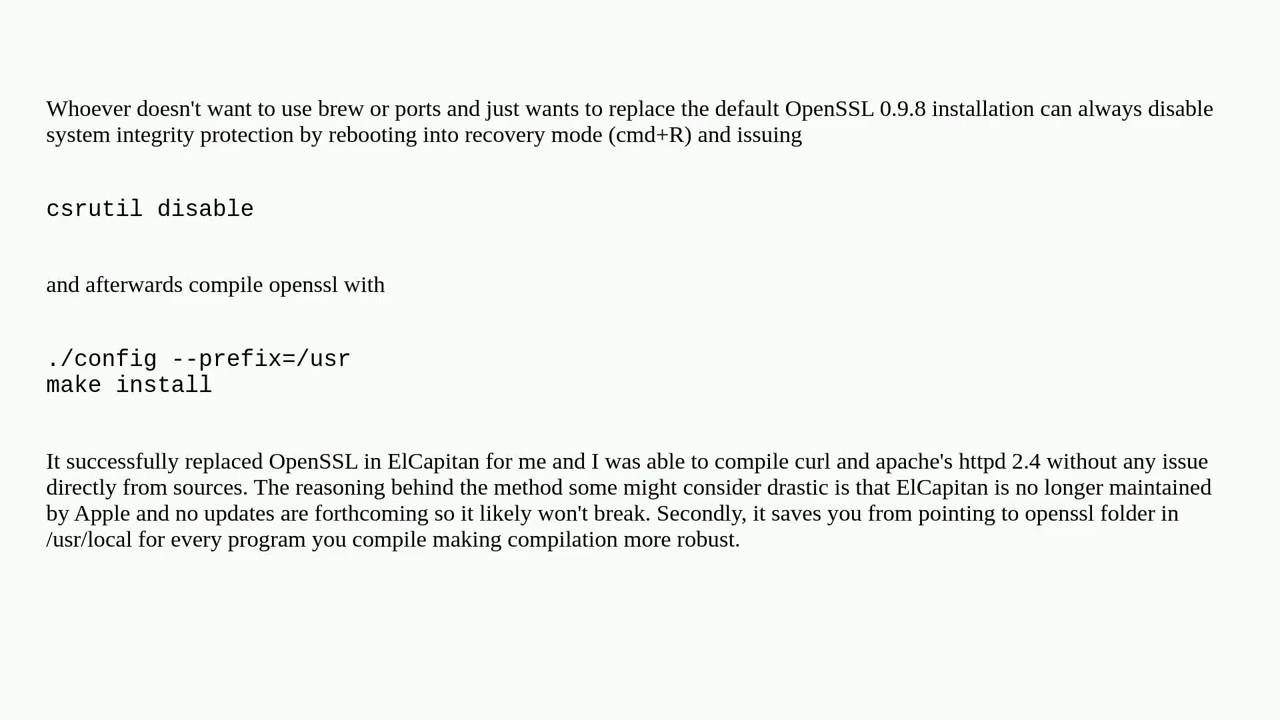 Whoever doesn't want to use brew or ports and just wants to replace the default OpenSSL 0.9.8 installation can always disable
system integrity protection by rebooting into recovery mode (cmd+R) and issuing
csrutil disable
and afterwards compile openssl with
./config --prefix=/usr
make install
It successfully replaced OpenSSL in ElCapitan for me and I was able to compile curl and apache's httpd 2.4 without any issue
directly from sources. The reasoning behind the method some might consider drastic is that ElCapitan is no longer maintained
by Apple and no updates are forthcoming so it likely won't break. Secondly, it saves you from pointing to openssl folder in
/usr/local for every program you compile making compilation more robust.